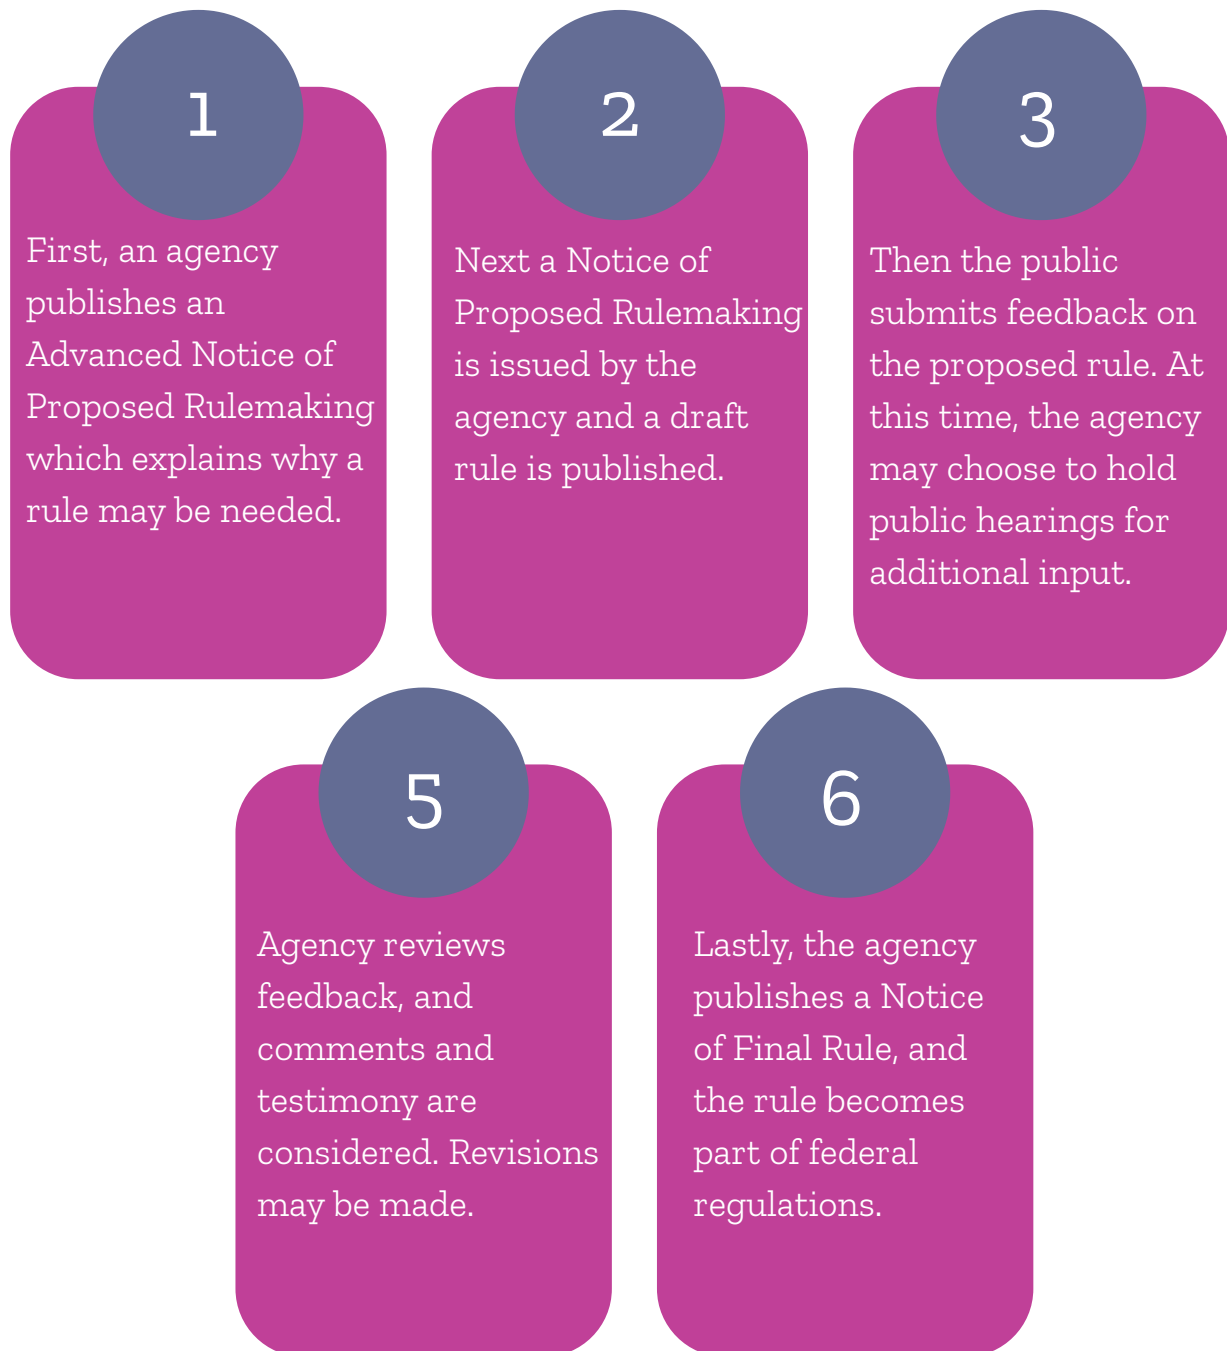 1
First, an agency
publishes an
Advanced Notice of
Proposed Rulemaking
which explains why a
rule may be needed.
2
Next a Notice of
Proposed Rulemaking
is issued by the
agency and a draft
rule is published.
3
Then the public
submits feedback on
the proposed rule. At
this time, the agency
may choose to hold
public hearings for
additional input.
5
Agency reviews
feedback, and
comments and
testimony are
considered. Revisions
may be made.
6
Lastly, the agency
publishes a Notice
of Final Rule, and
the rule becomes
part of federal
regulations.